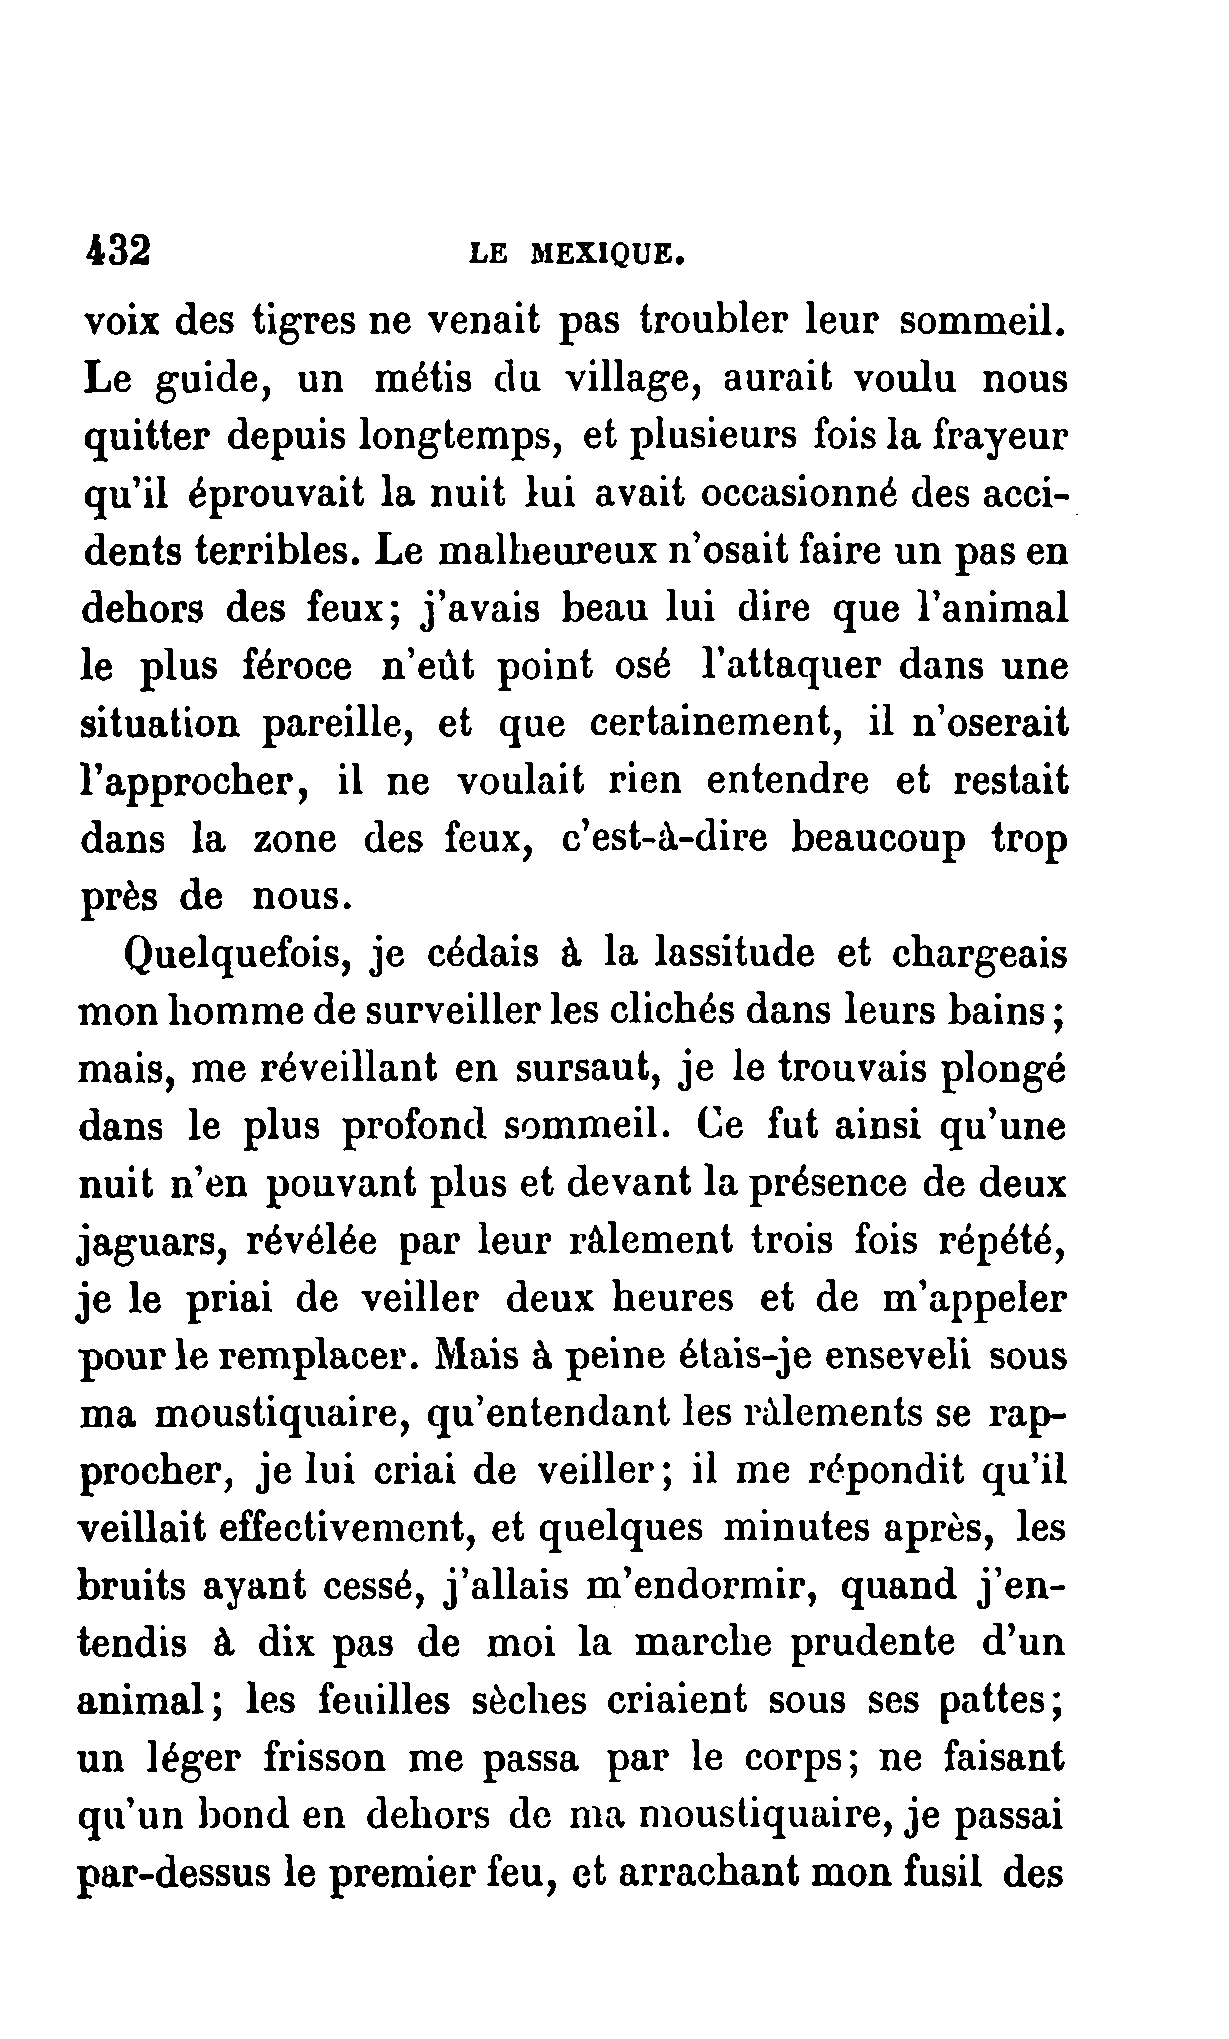 432 LE MEXIQUE.
voix des tigres ne venait pas troubler leur sommeil.
Le guide, un métis du village, aurait voulu nous
quitter depuis longtemps, et plusieurs fois la frayeur
qu'il éprouvait la nuit lui avait occasionné des acci-
dents terribles. Le malheureux n'osait faire un pas en
dehors des feux; j'avais beau lui dire que l'animal
le plus féroce n'eût point osé l'attaquer dans une
situation pareille, et que certainement, il n'oserait
l'approcher, il ne voulait rien entendre et restait
dans la zone des feux, c'est-à-dire beaucoup trop
près de nous.
Quelquefois, je cédais à la lassitude et chargeais
mon homme de surveiller les clichés dans leurs bains;
mais, me réveillant en sursaut, je le trouvais plongé
dans le plus profond sommeil. Ce fut ainsi qu'une
nuit n'en pouvant plus et devant la présence de deux
jaguars, révélée par leur râlement trois fois répété,
je le priai de veiller deux heures et de m'appeler
pour le remplacer. Mais à peine étais-je enseveli sous
ma moustiquaire, qu'entendant les râlements se rap-
procher, je lui criai de veiller; il me répondit qu'il
veillait effectivement, et quelques minutes après, les
bruits ayant cessé, j'allais m'endormir, quand j'en-
tendis à dix pas de moi la marche prudente d'un
animal; les feuilles sèches criaient sous ses pattes;
un léger frisson me passa par le corps; ne faisant
qu'un bond en dehors de ma moustiquaire, je passai
par-dessus le premier feu, et arrachant mon fusil des